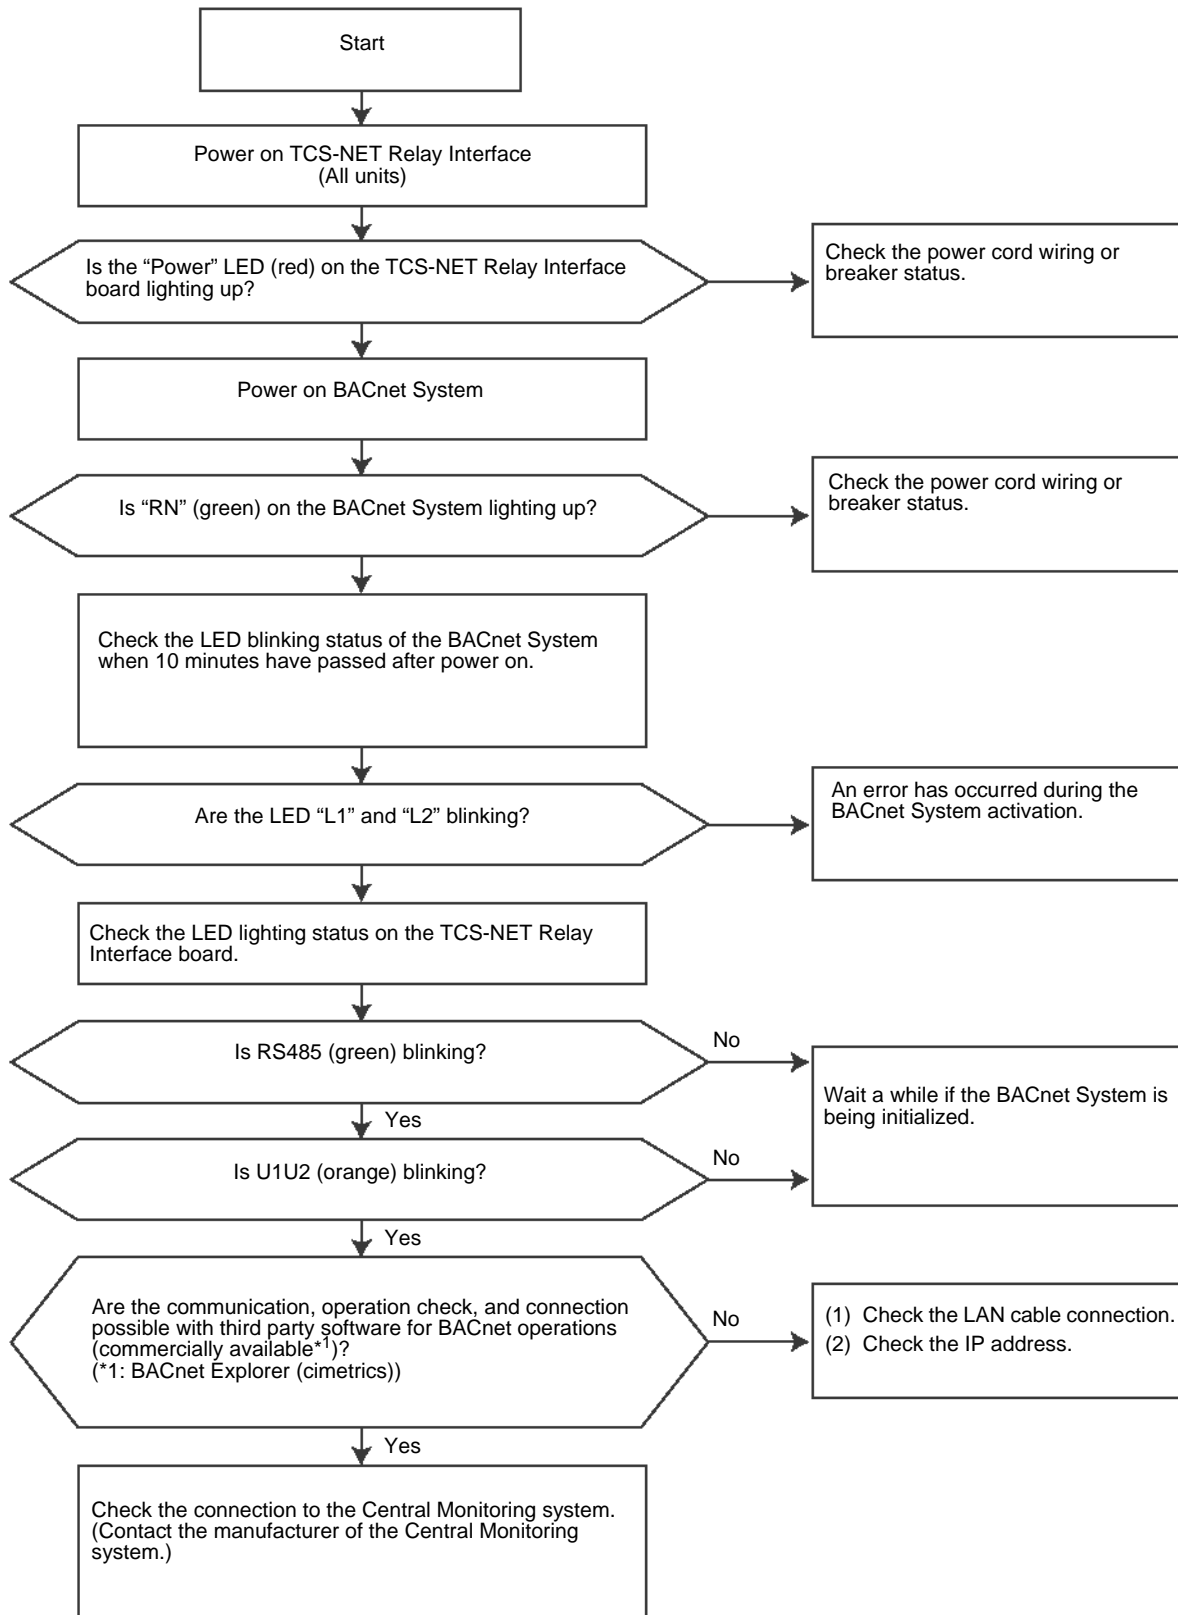 Start
Power on TCS-NET Relay Interface
(All units)
Is the “Power” LED (red) on the TCS-NET Relay Interface
board lighting up?
Check the power cord wiring or
breaker status.
Power on BACnet System
Is “RN” (green) on the BACnet System lighting up?
Check the power cord wiring or
breaker status.
Check the LED blinking status of the BACnet System
when 10 minutes have passed after power on.
Are the LED “L1” and “L2” blinking?
An error has occurred during the
BACnet System activation.
Check the LED lighting status on the TCS-NET Relay
Interface board.
Is RS485 (green) blinking?
No
Wait a while if the BACnet System is
being initialized.
Yes
Is U1U2 (orange) blinking?
No
Yes
Are the communication, operation check, and connection
possible with third party software for BACnet operations
(commercially available*1)?
(*1: BACnet Explorer (cimetrics))
No
(1) Check the LAN cable connection.
(2) Check the IP address.
Yes
Check the connection to the Central Monitoring system.
(Contact the manufacturer of the Central Monitoring
system.)